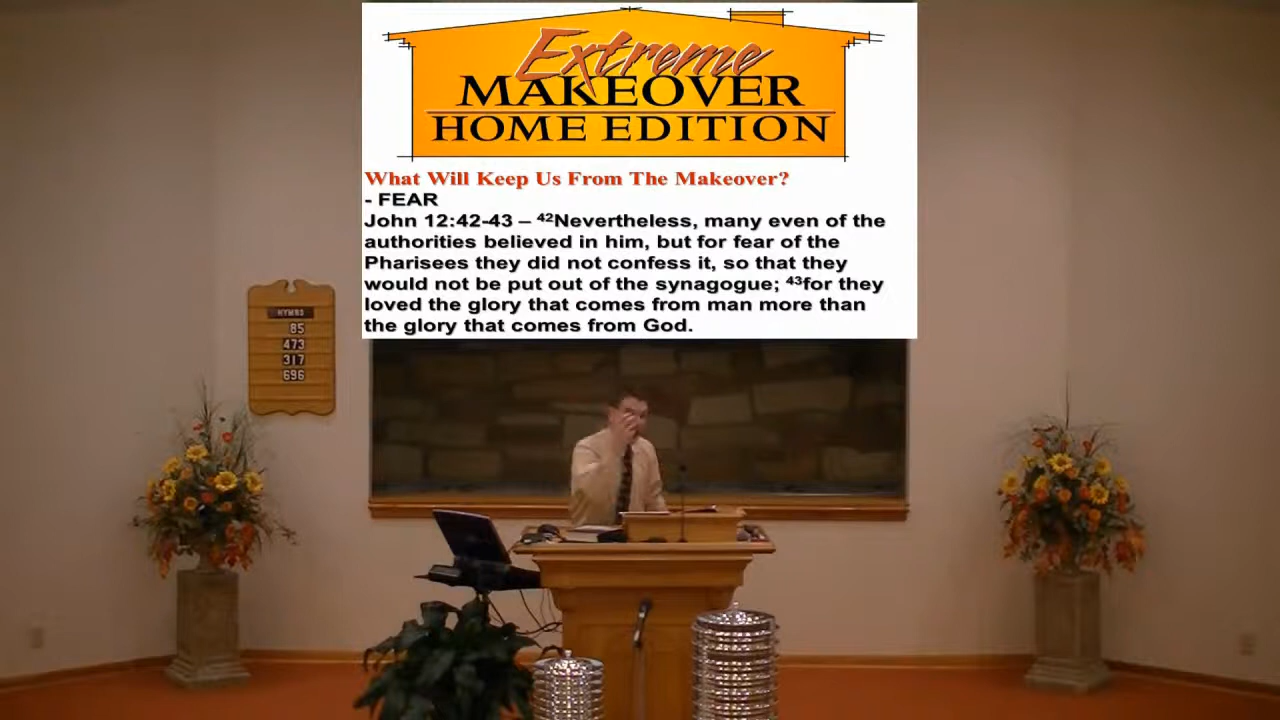 Extreme
MAKEOVER
HOME EDITION
What Will Keep Us From The Makeover?
- FEAR
John 12:42-43 – ⁴²Nevertheless, many even of the
authorities believed in him, but for fear of the
Pharisees they did not confess it, so that they
would not be put out of the synagogue; ⁴³for they
loved the glory that comes from man more than
the glory that comes from God.
HYMNS
85
473
317
696